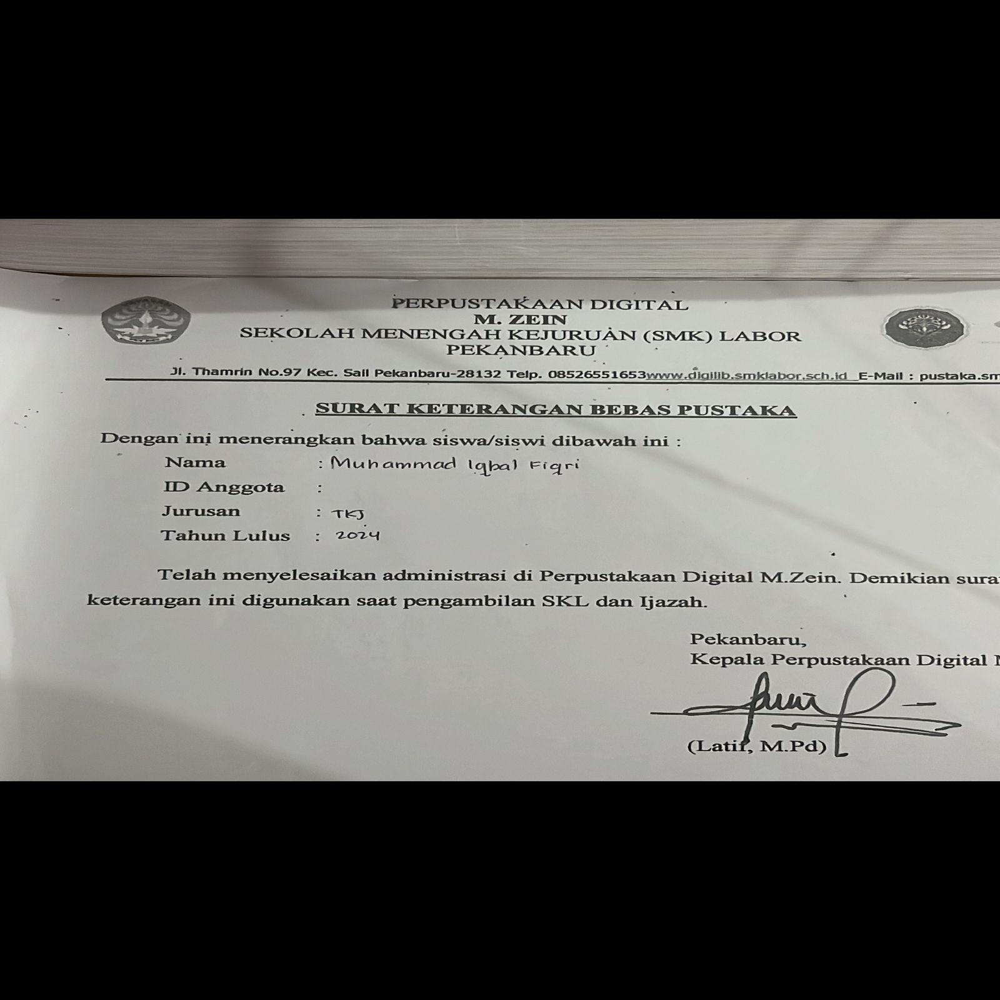 PERPUSTAKAAN DIGITAL
M. ZEIN
SEKOLAH MENENGAH KEJURUAN (SMK) LABOR
PEKANBARU
Jl. Thamrin No.97 Kec. Sail Pekanbaru-28132 Telp. 08526551653www.digilib.smklabor.sch.id E-Mail : pustaka.sm
SURAT KETERANGAN BEBAS PUSTAKA
Dengan ini menerangkan bahwa siswa/siswi dibawah ini :
Nama : Muhammad Iqbal Fiqri
ID Anggota :
Jurusan : TKJ
Tahun Lulus : 2024
Telah menyelesaikan administrasi di Perpustakaan Digital M.Zein. Demikian surat
keterangan ini digunakan saat pengambilan SKL dan Ijazah.
Pekanbaru,
Kepala Perpustakaan Digital
(Latif, M.Pd)